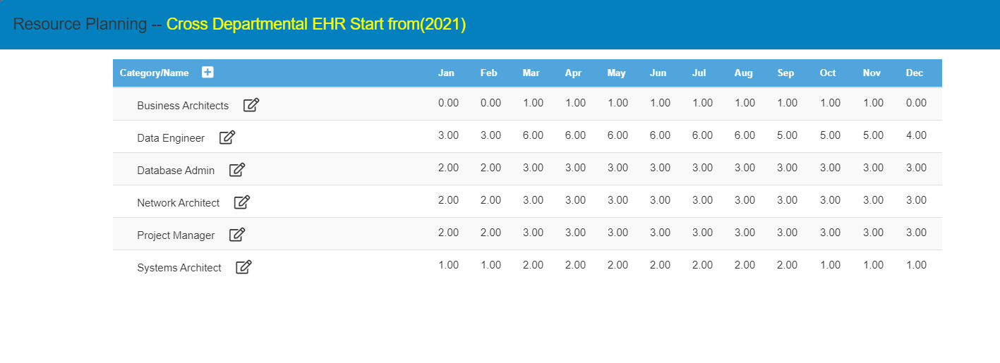 Resource Planning -- Cross Departmental EHR Start from(2021)
Category/Name Jan Feb Mar Apr May Jun Jul Aug Sep Oct Nov Dec
Business Architects 0.00 0.00 1.00 1.00 1.00 1.00 1.00 1.00 1.00 1.00 1.00 0.00
Data Engineer 3.00 3.00 6.00 6.00 6.00 6.00 6.00 6.00 5.00 5.00 5.00 4.00
Database Admin 2.00 2.00 3.00 3.00 3.00 3.00 3.00 3.00 3.00 3.00 3.00 3.00
Network Architect 2.00 2.00 3.00 3.00 3.00 3.00 3.00 3.00 3.00 3.00 3.00 3.00
Project Manager 2.00 2.00 3.00 3.00 3.00 3.00 3.00 3.00 3.00 3.00 3.00 3.00
Systems Architect 1.00 1.00 2.00 2.00 2.00 2.00 2.00 2.00 2.00 1.00 1.00 1.00